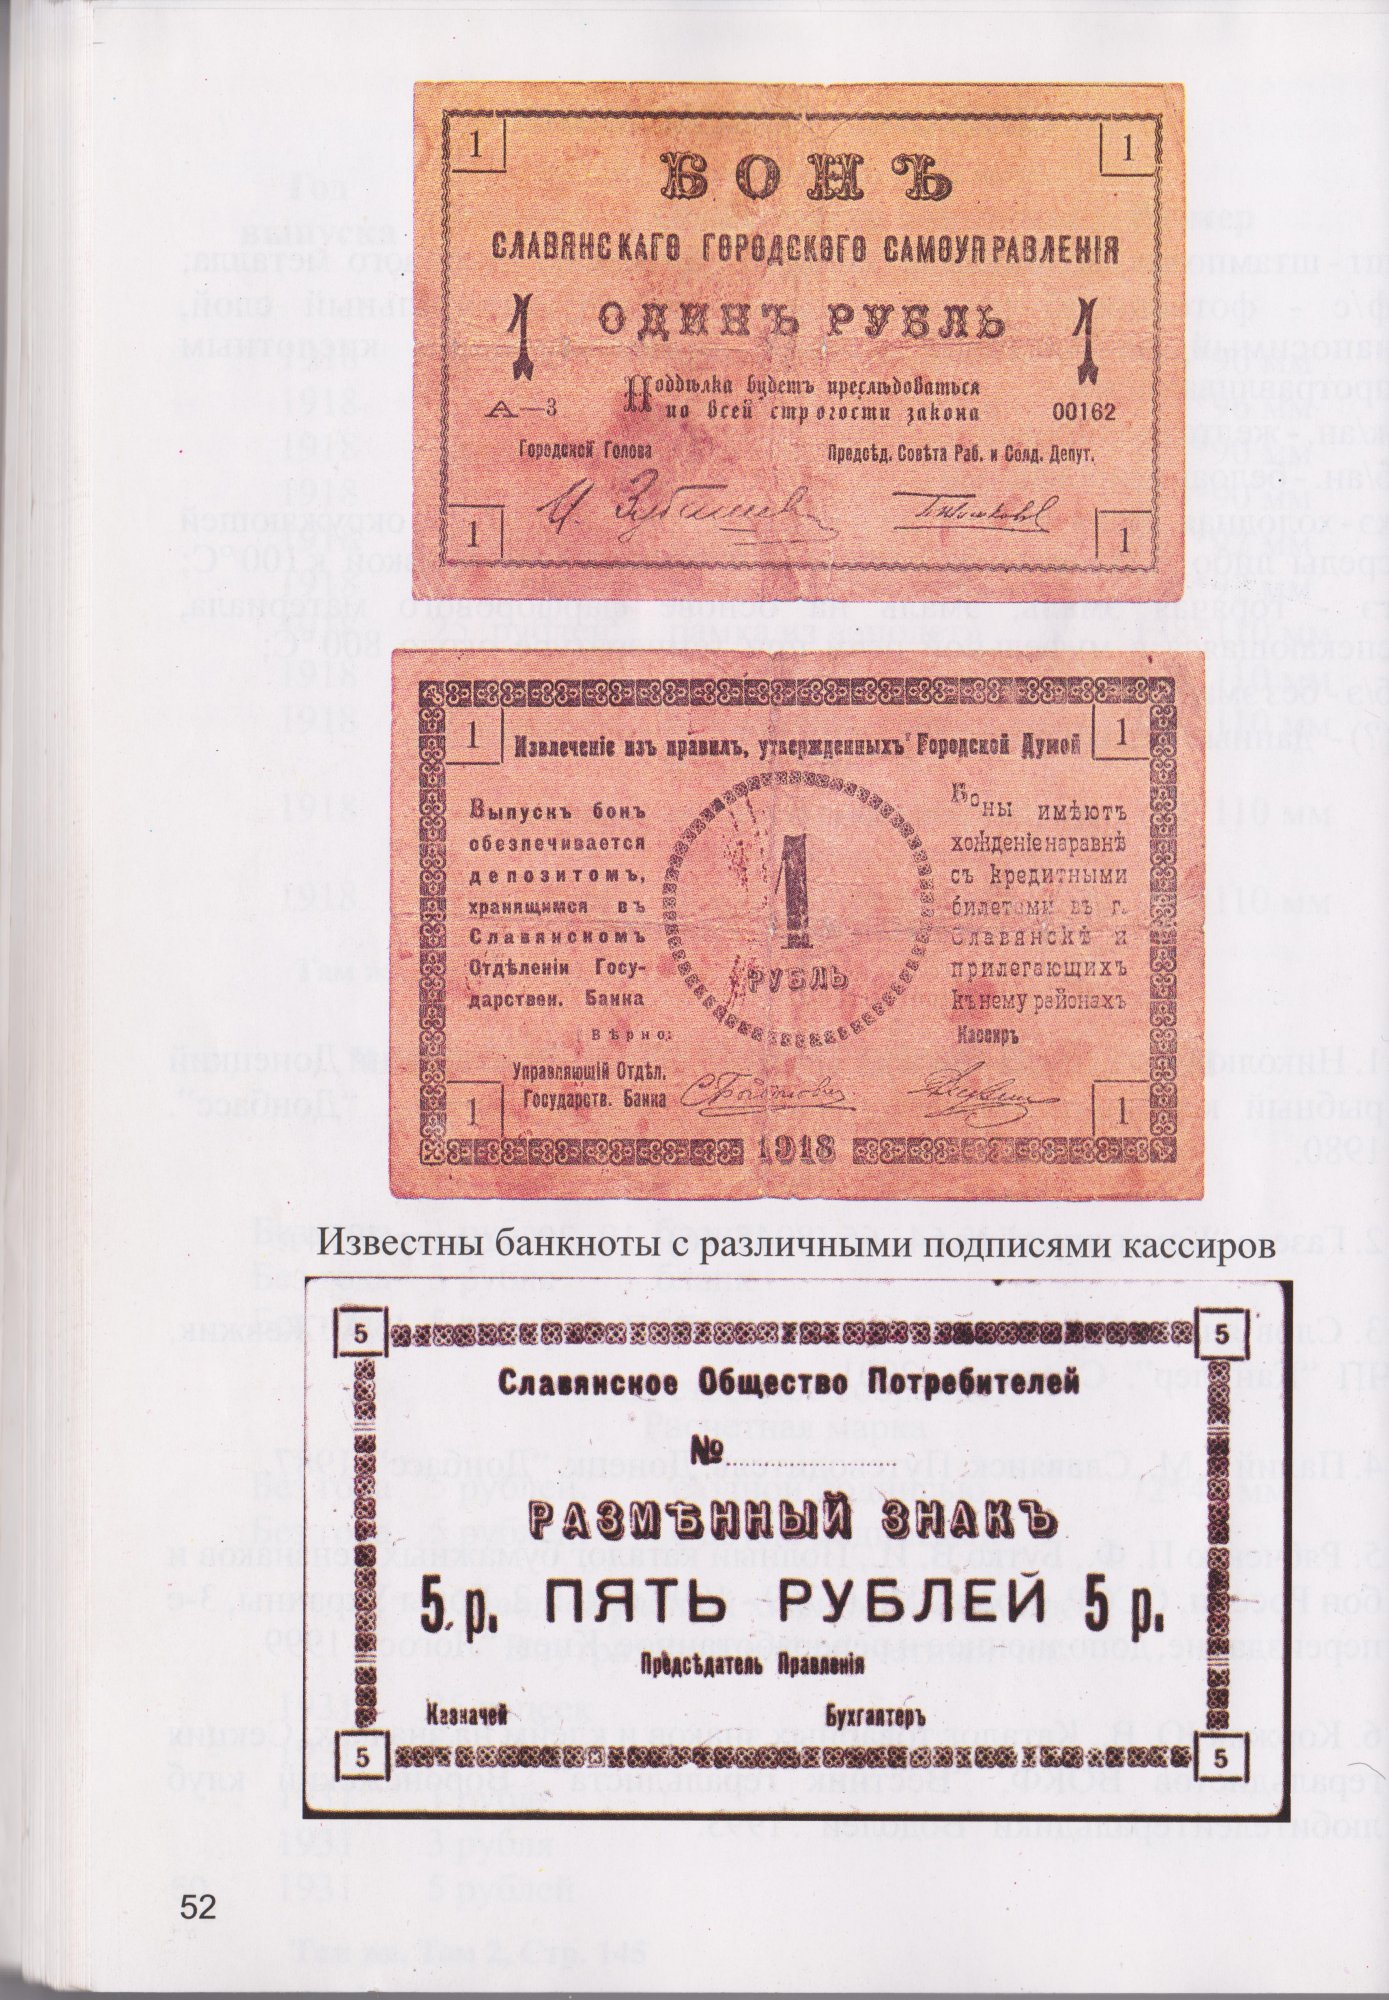 1
1
БОНЪ
СЛАВЯНСКАГО ГОРОДСКОГО САМОУПРАВЛЕНІЯ
1 ОДИНЪ РУБЛЬ 1
Поддѣлка будетъ преслѣдоваться
по всей строгости закона
А—3
00162
Городской Голова
Предсѣд. Совѣта Раб. и Солд. Депут.
1
1
1
1
Извлеченіе изъ правилъ, утвержденныхъ Городской Думой
Выпускъ бонъ
обезпечивается
депозитомъ,
хранящимся въ
Славянскомъ
Отдѣленіи Госу-
дарствен. Банка
1
РУБЛЬ
Боны имѣютъ
хожденіе наравнѣ
съ кредитными
билетами въ г.
Славянскѣ и
прилегающихъ
къ нему районахъ
Вѣрно:
Кассиръ
Управляющій Отдѣл.
Государств. Банка
1
1
1918
Известны банкноты с различными подписями кассиров
5
5
Славянское Общество Потребителей
№
РАЗМѢННЫЙ ЗНАКЪ
5 р. ПЯТЬ РУБЛЕЙ 5 р.
Предсѣдатель Правленія
Казначей
Бухгалтеръ
5
5
52